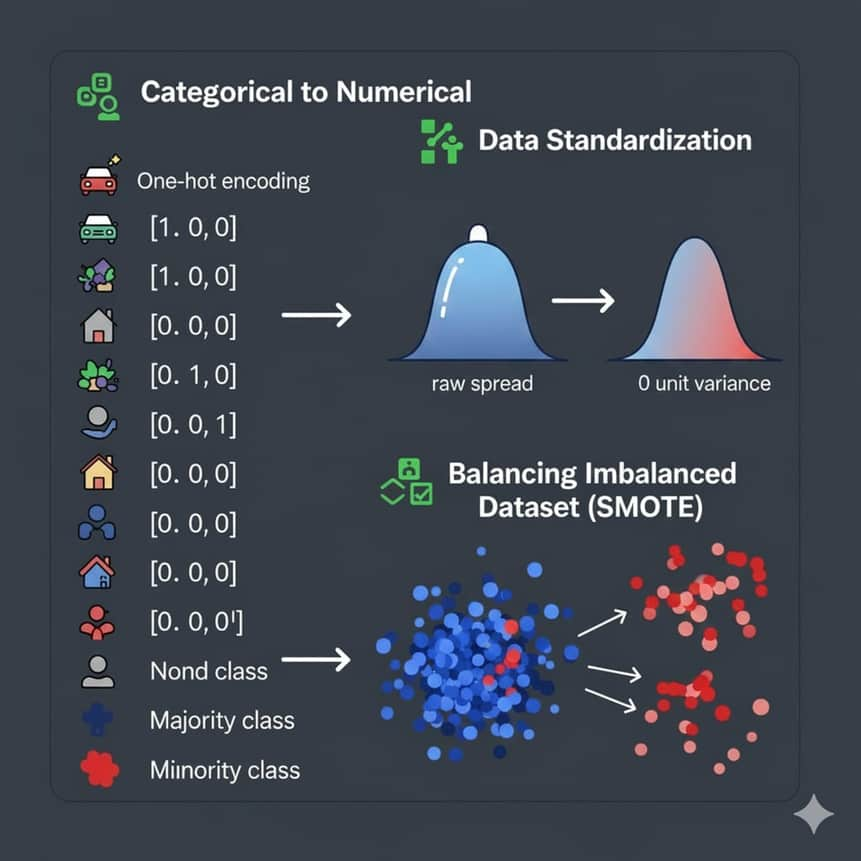 Categorical to Numerical
Data Standardization
One-hot encoding
[1. 0, 0]
[1. 0, 0]
[0. 0, 0]
[0. 1, 0]
[0. 0, 1]
[0. 0, 0]
[0. 0, 0]
[0. 0, 0]
[0. 0, 0']
Nond class
Majority class
Miinority class
raw spread
0 unit variance
Balancing Imbalanced
Dataset (SMOTE)